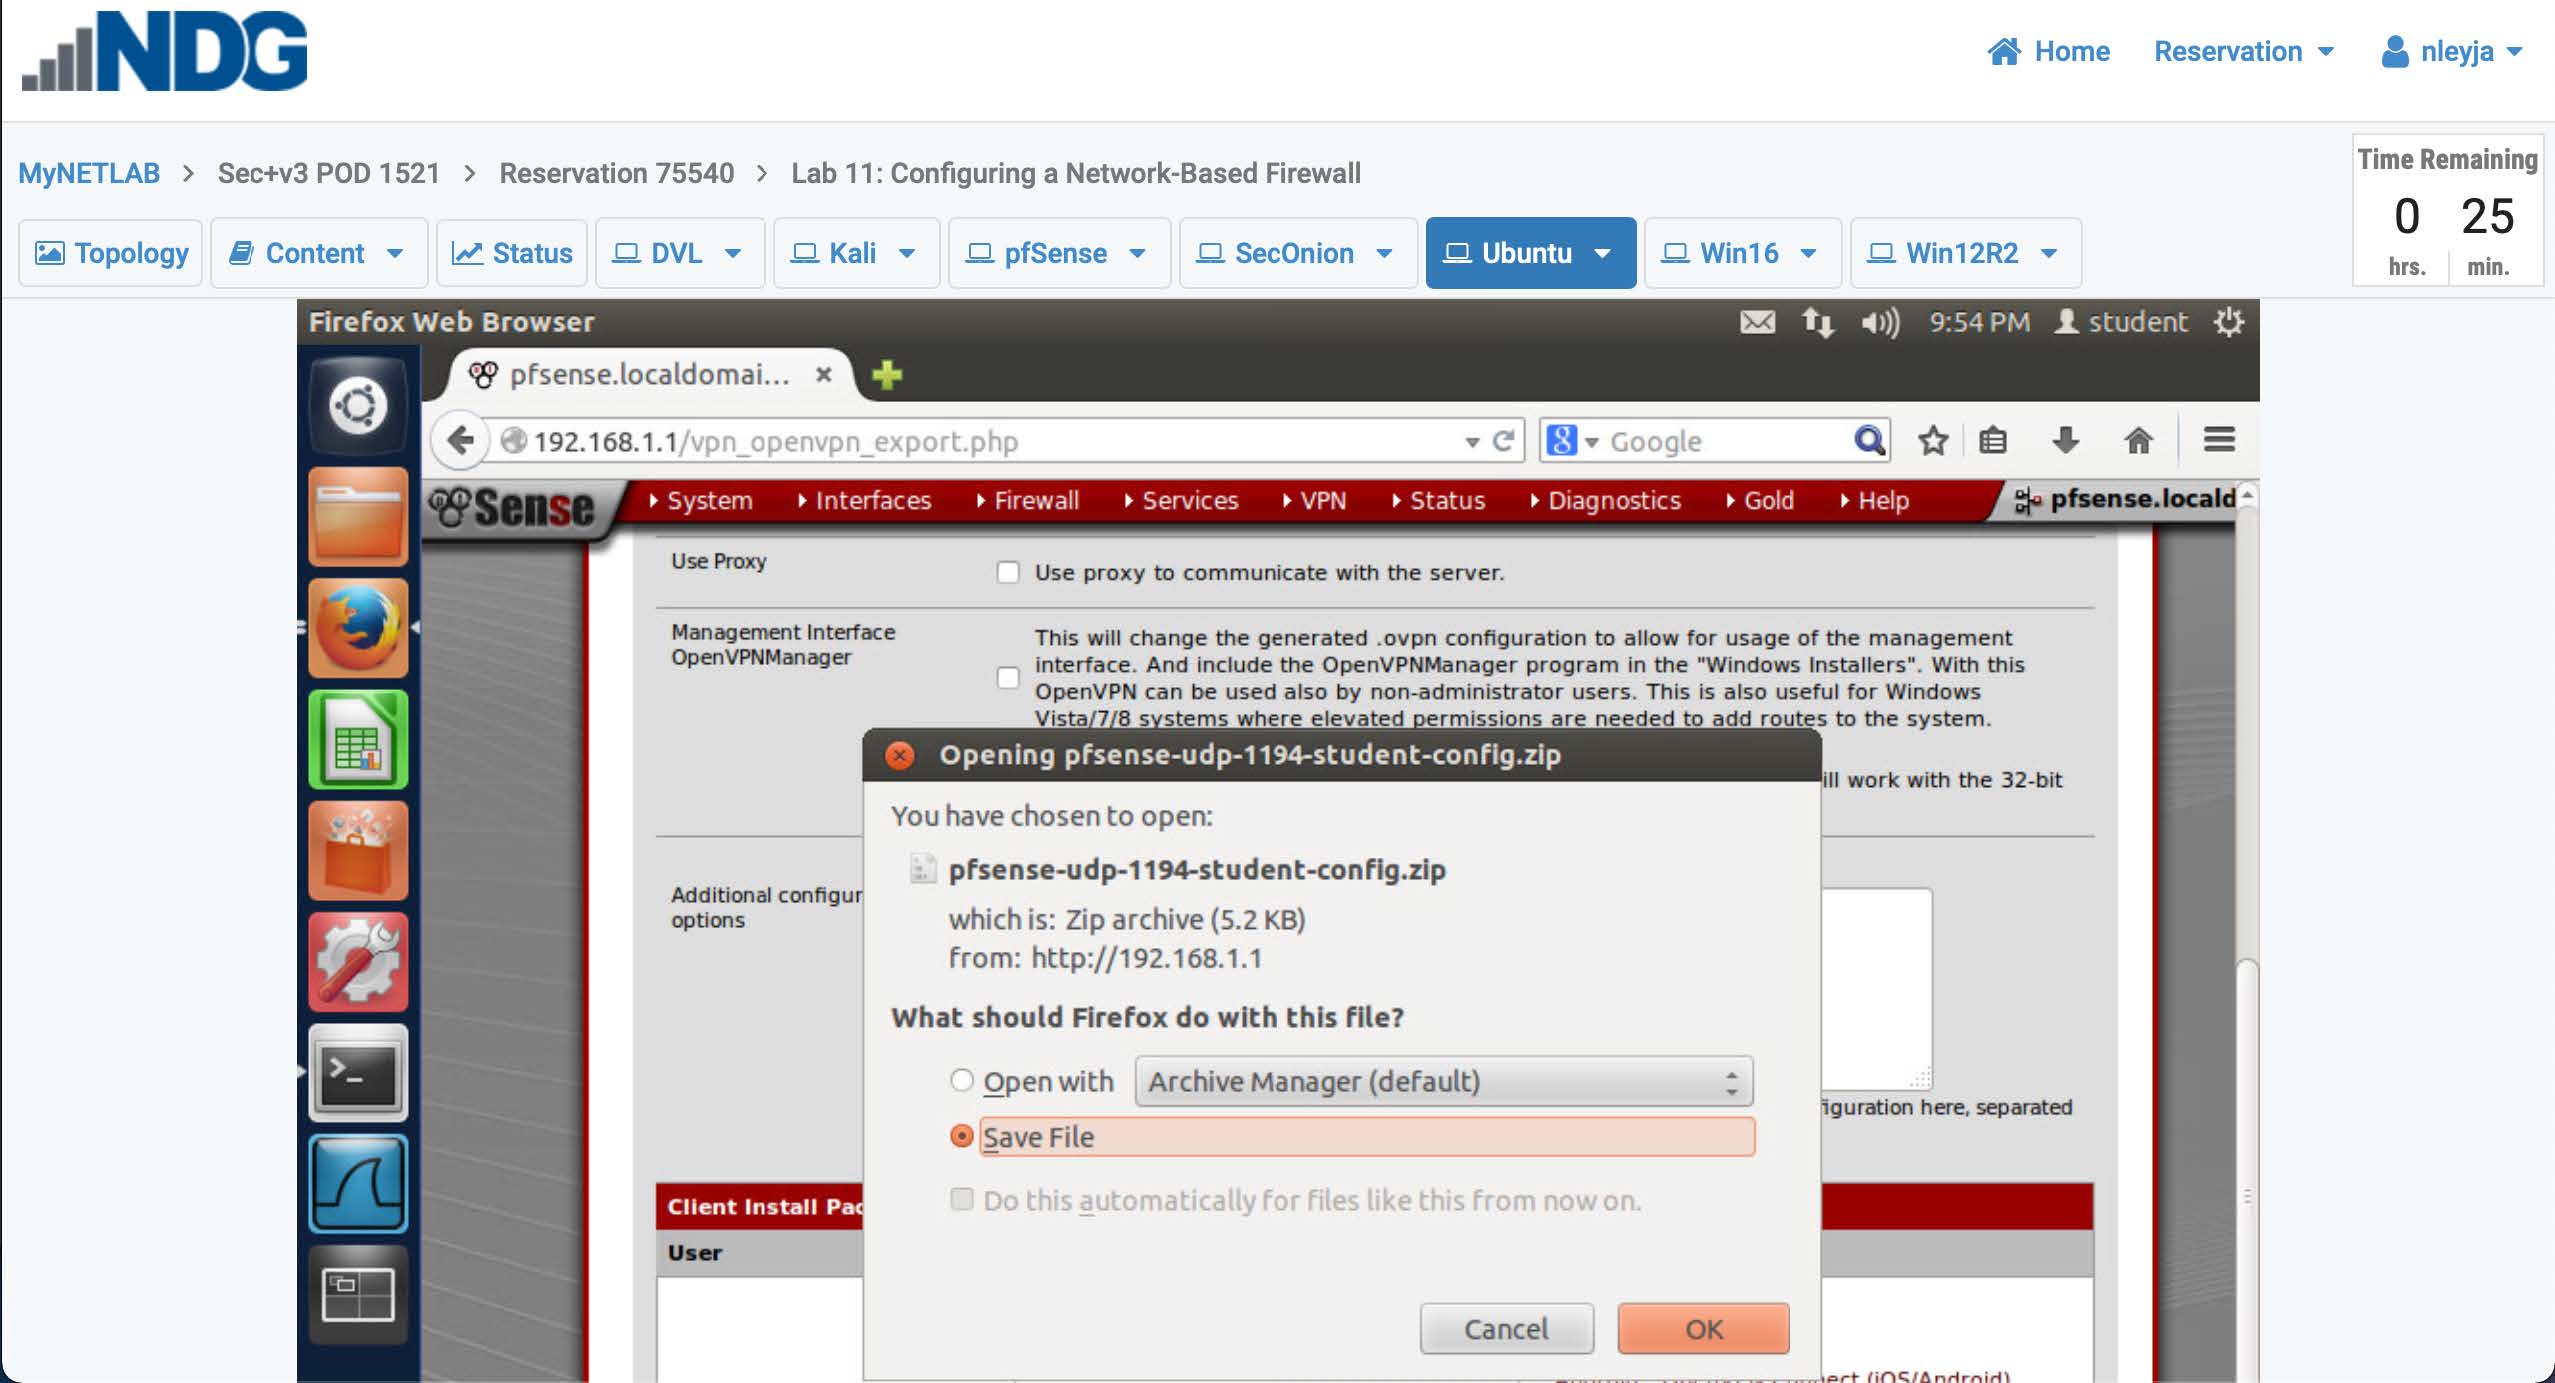 NDG
Home Reservation nleyja
MyNETLAB > Sec+v3 POD 1521 > Reservation 75540 > Lab 11: Configuring a Network-Based Firewall
Time Remaining
0 25
hrs. min.
Topology Content Status DVL Kali pfSense SecOnion Ubuntu Win16 Win12R2
Firefox Web Browser 9:54 PM student
pfsense.localdomai...
192.168.1.1/vpn_openvpn_export.php Google
Sense System Interfaces Firewall Services VPN Status Diagnostics Gold Help pfsense.locald
Use Proxy Use proxy to communicate with the server.
Management Interface
OpenVPNManager
This will change the generated .ovpn configuration to allow for usage of the management
interface. And include the OpenVPNManager program in the "Windows Installers". With this
OpenVPN can be used also by non-administrator users. This is also useful for Windows
Vista/7/8 systems where elevated permissions are needed to add routes to the system.
ill work with the 32-bit
Additional configur
options
iguration here, separated
Client Install Pac
User
Opening pfsense-udp-1194-student-config.zip
You have chosen to open:
pfsense-udp-1194-student-config.zip
which is: Zip archive (5.2 KB)
from: http://192.168.1.1
What should Firefox do with this file?
Open with Archive Manager (default)
Save File
Do this automatically for files like this from now on.
Cancel OK
ect (iOS/Android)